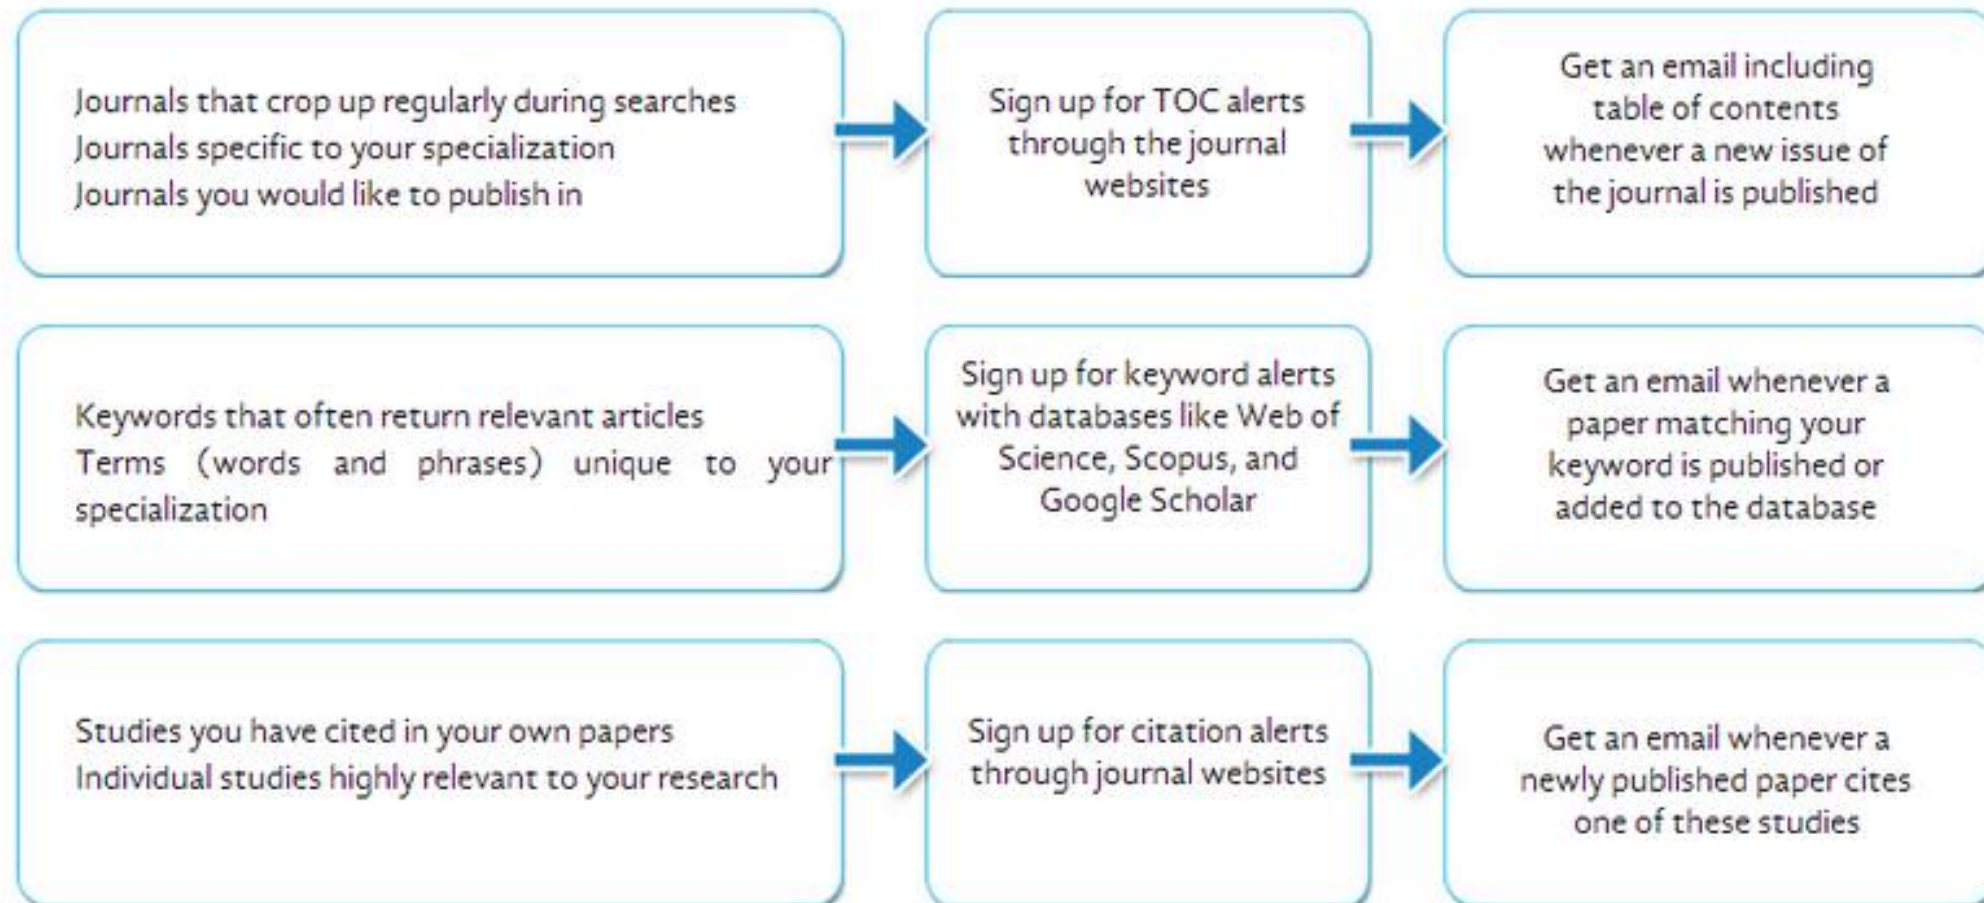 Journals that crop up regularly during searches
Journals specific to your specialization
Journals you would like to publish in
Sign up for TOC alerts
through the journal
websites
Get an email including
table of contents
whenever a new issue of
the journal is published
Keywords that often return relevant articles
Terms (words and phrases) unique to your
specialization
Sign up for keyword alerts
with databases like Web of
Science, Scopus, and
Google Scholar
Get an email whenever a
paper matching your
keyword is published or
added to the database
Studies you have cited in your own papers
Individual studies highly relevant to your research
Sign up for citation alerts
through journal websites
Get an email whenever a
newly published paper cites
one of these studies